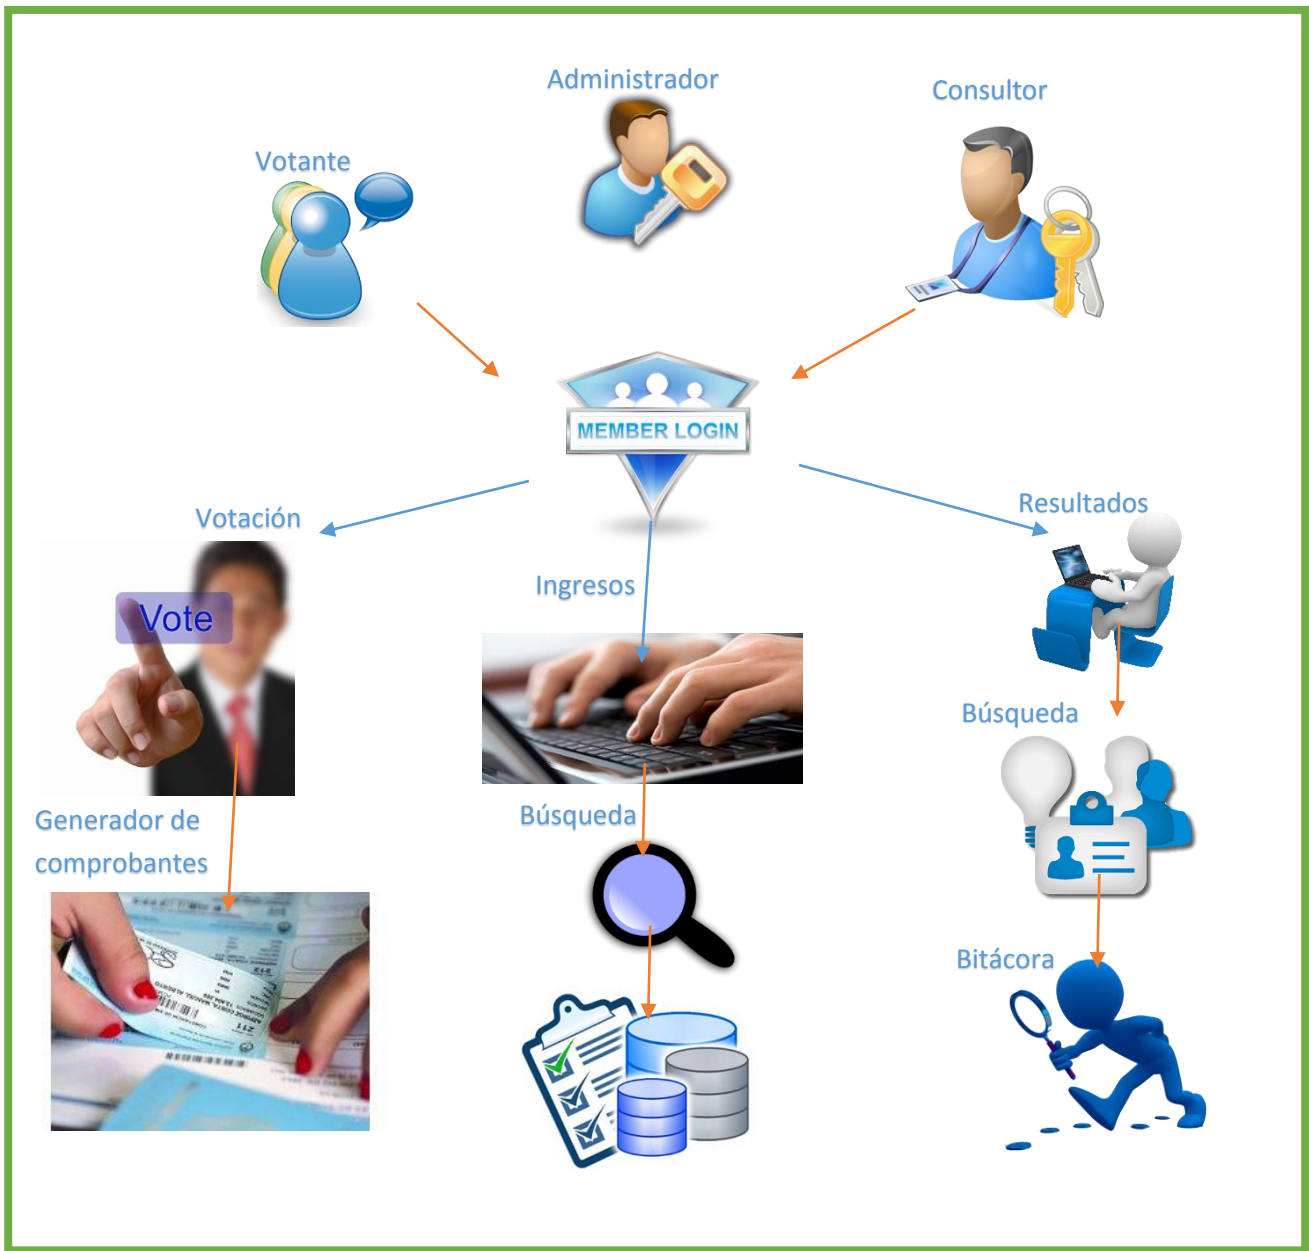 Administrador
Consultor
Votante
MEMBER LOGIN
Votación
Resultados
Ingresos
Vote
Búsqueda
Generador de
comprobantes
Búsqueda
Bitácora